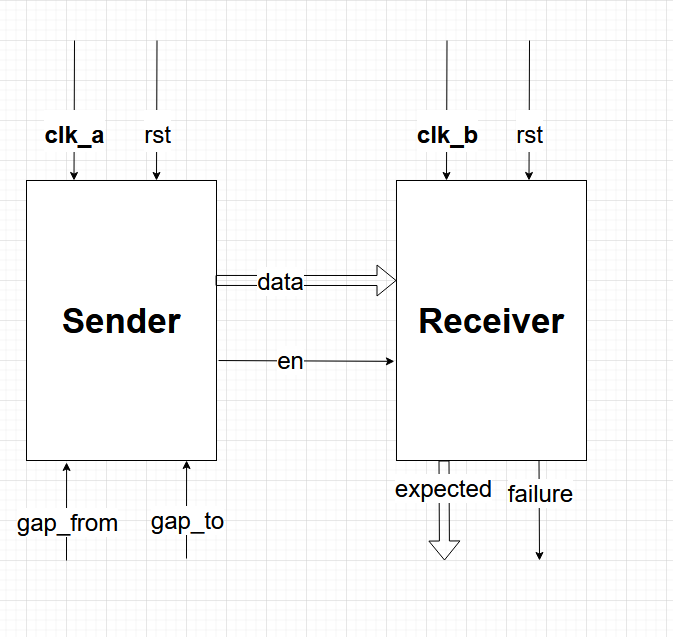 clk_a
rst
clk_b
rst
data
Sender
Receiver
en
expected
failure
gap_from
gap_to